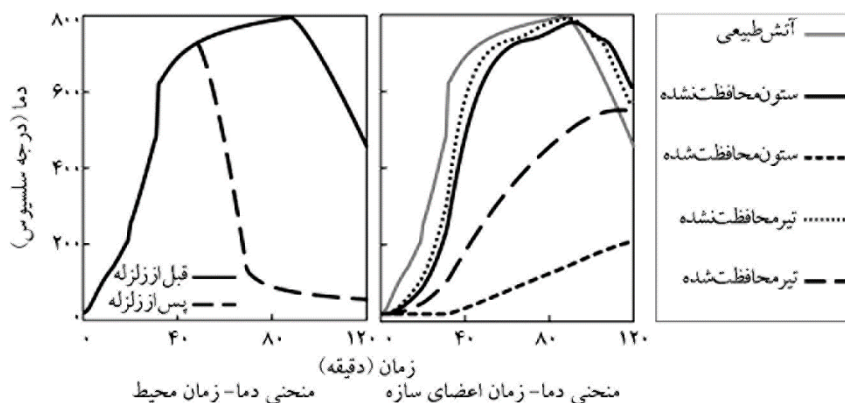 دما (درجه سلسیوس)
۸۰۰
۶۰۰
۴۰۰
۲۰۰
۰
قبل از زلزله
پس از زلزله
۰ ۴۰ ۸۰ ۱۲۰
۰ ۴۰ ۸۰ ۱۲۰
زمان (دقیقه)
منحنی دما- زمان محیط
منحنی دما- زمان اعضای سازه
آتش طبیعی
ستون محافظت نشده
ستون محافظت شده
تیر محافظت نشده
تیر محافظت شده